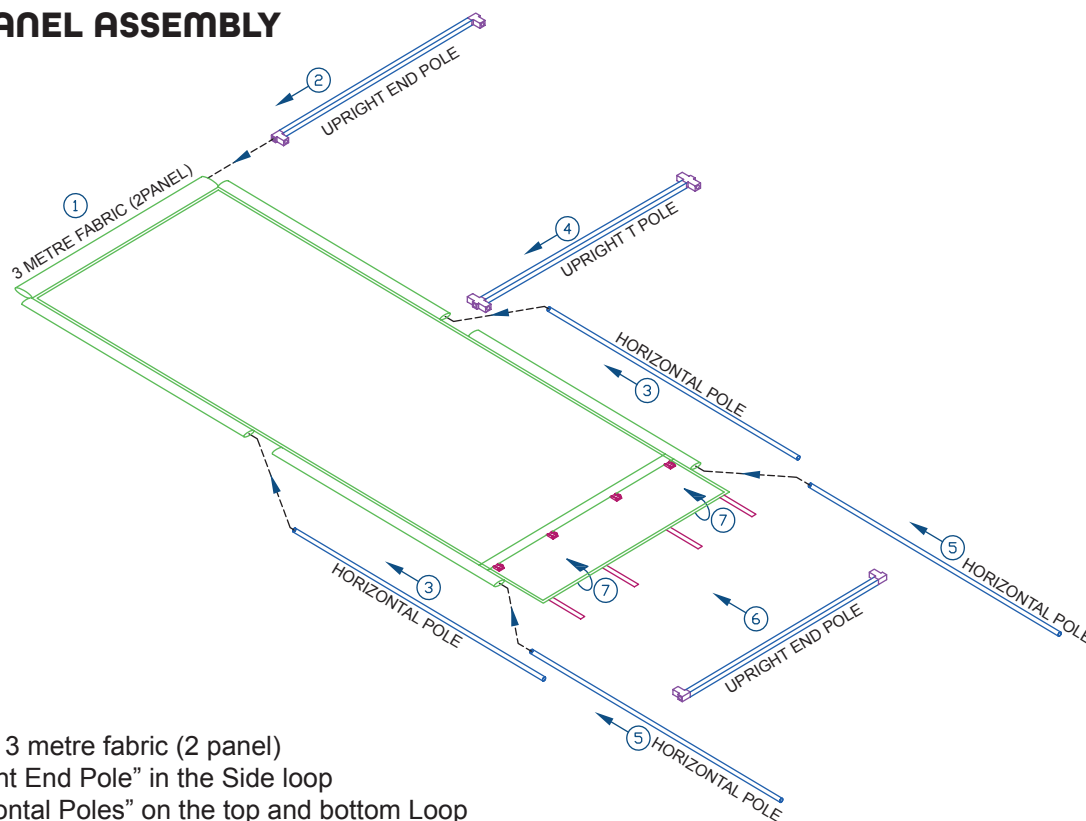 ANEL ASSEMBLY
2
UPRIGHT END POLE
1
3 METRE FABRIC (2PANEL)
4
UPRIGHT T POLE
HORIZONTAL POLE
3
7
5
HORIZONTAL POLE
3
HORIZONTAL POLE
7
6
UPRIGHT END POLE
5
HORIZONTAL POLE
3 metre fabric (2 panel)
nt End Pole” in the Side loop
ontal Poles” on the top and bottom Loop